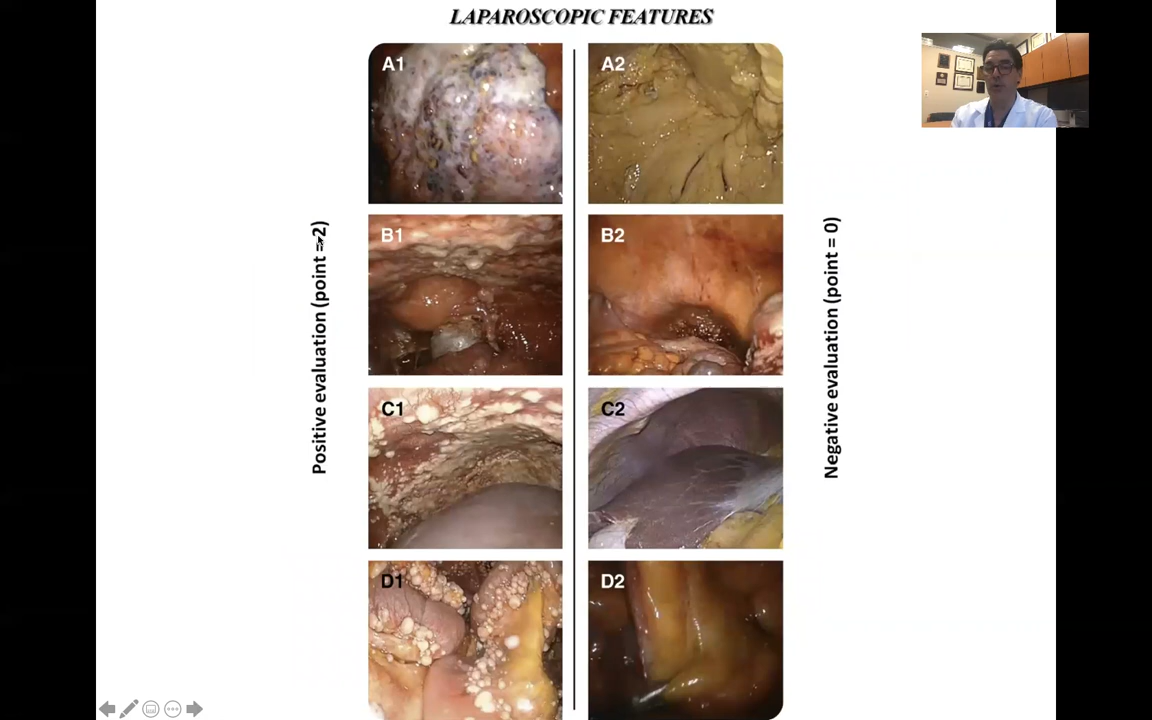 LAPAROSCOPIC FEATURES
A1
A2
B1
B2
C1
C2
D1
D2
Positive evaluation (point =2)
Negative evaluation (point = 0)